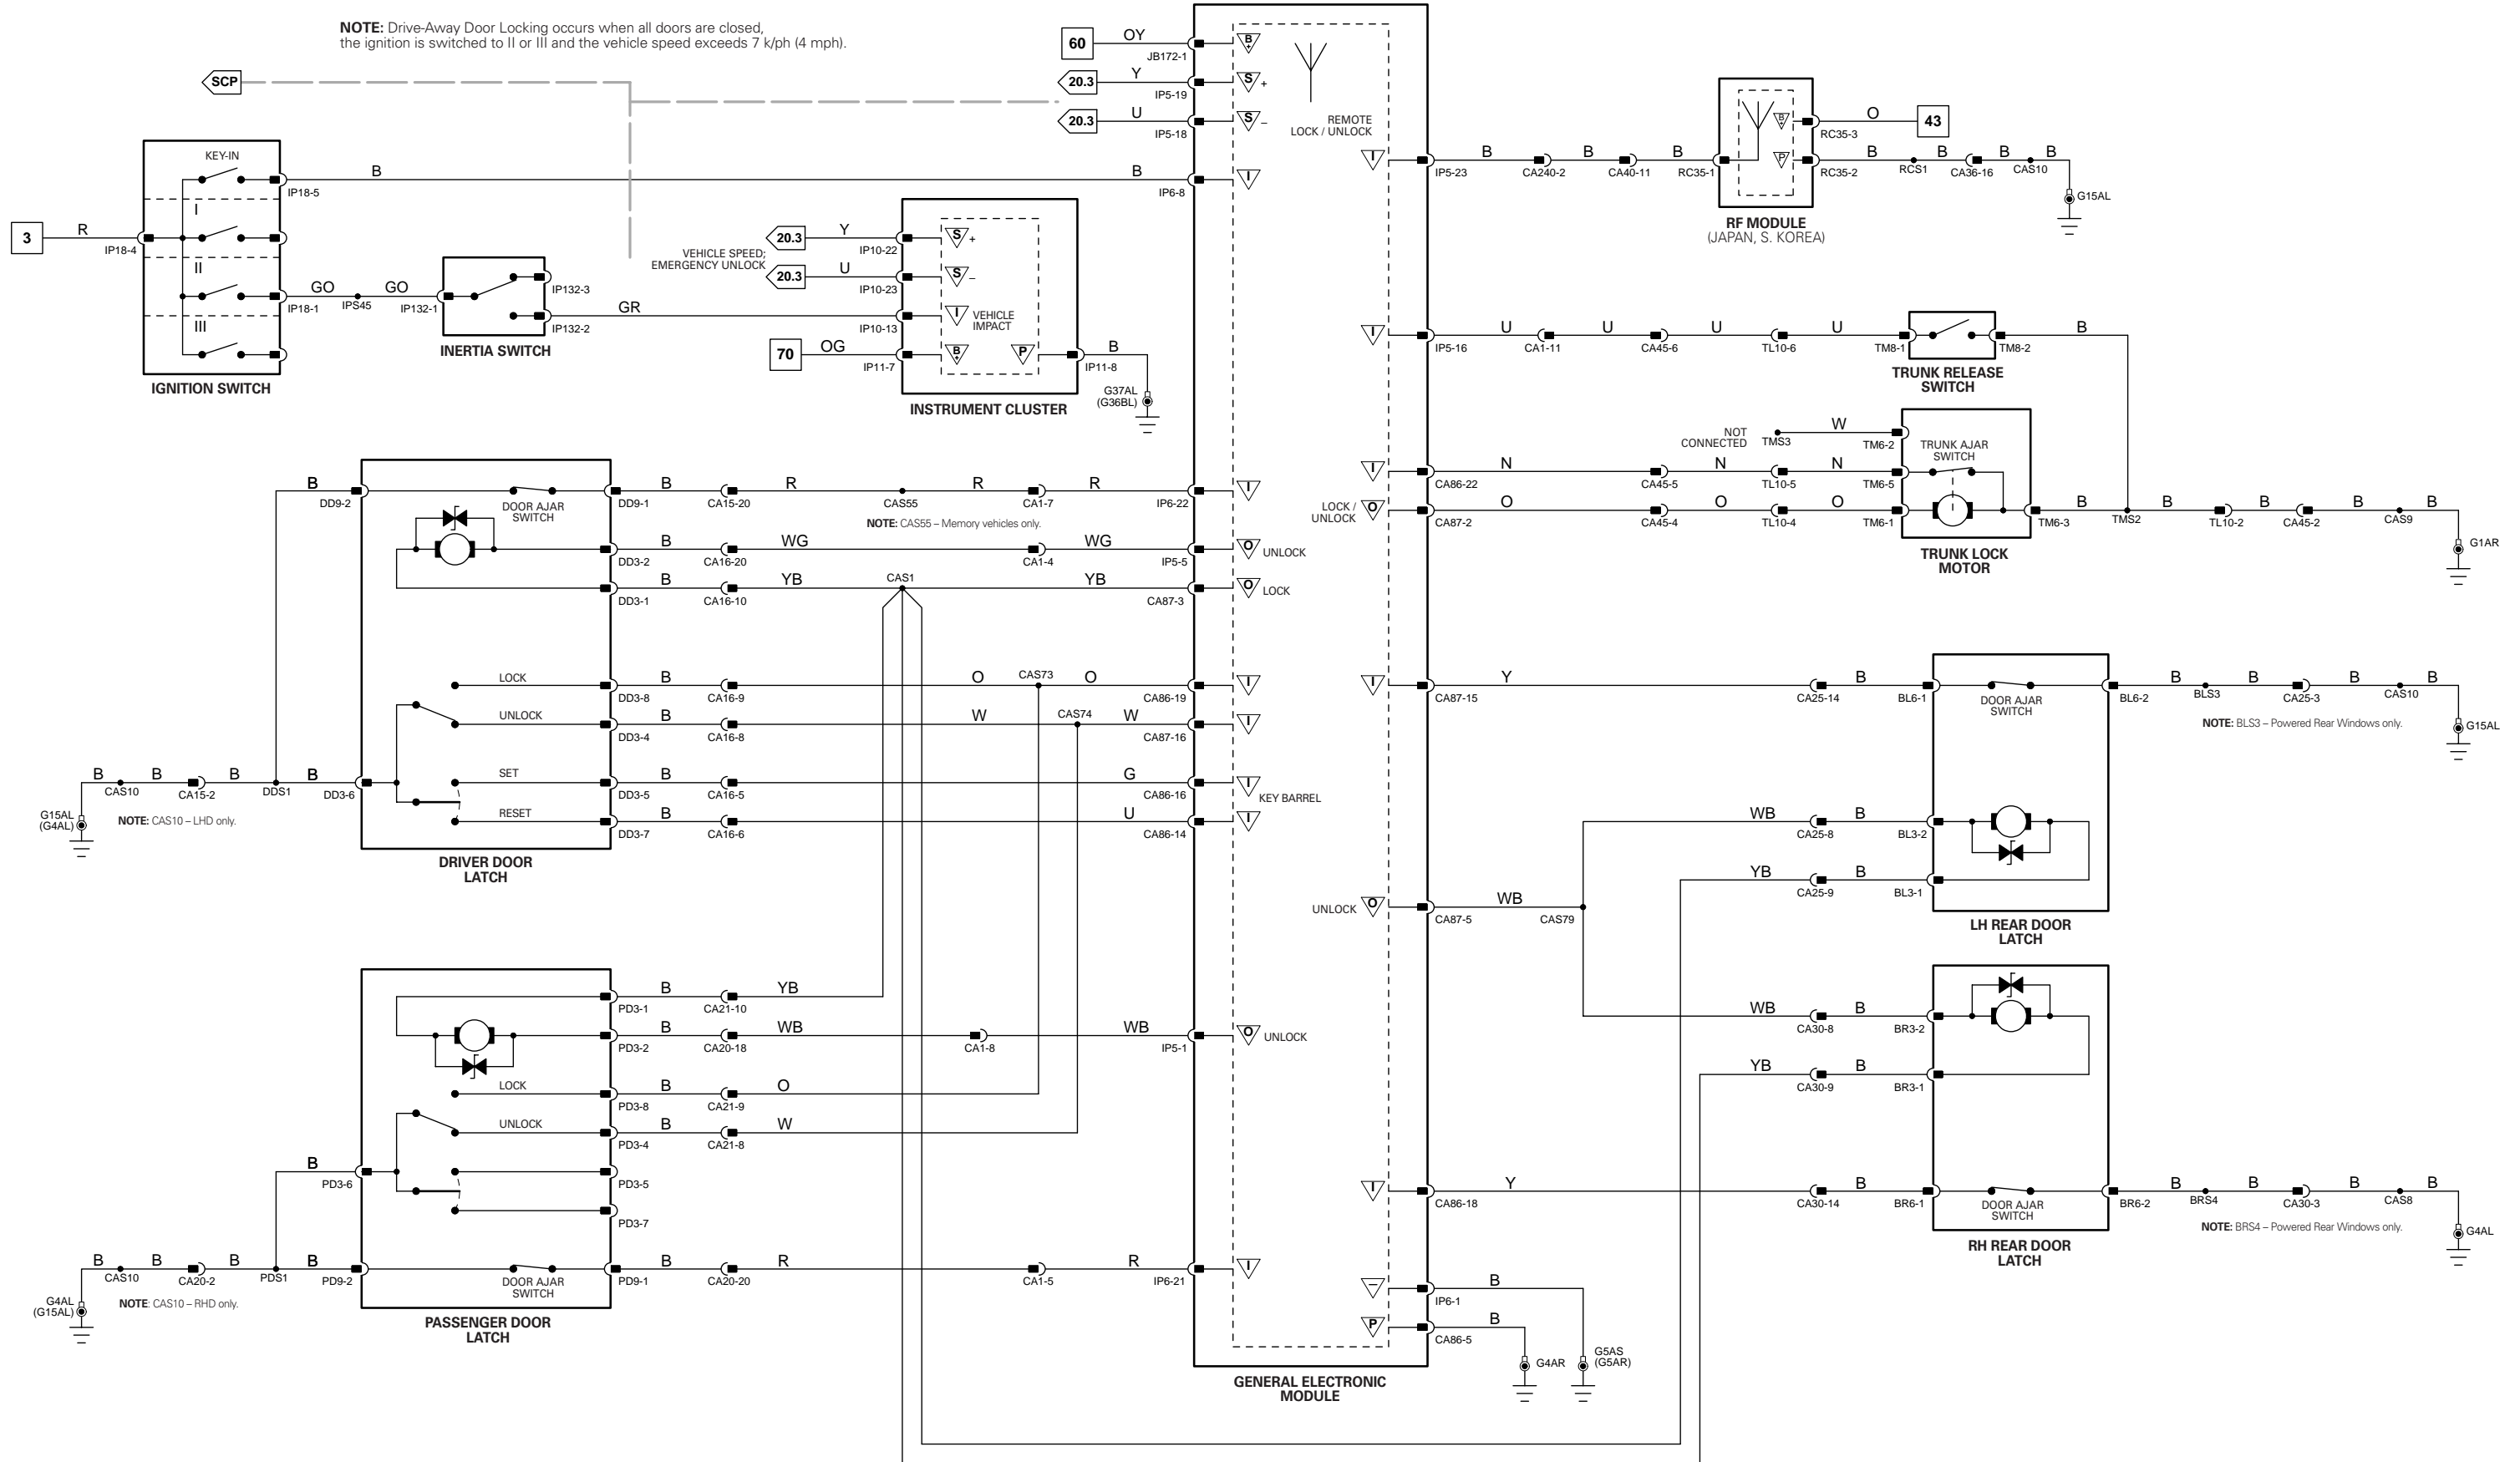 NOTE: Drive-Away Door Locking occurs when all doors are closed,
the ignition is switched to II or III and the vehicle speed exceeds 7 k/ph (4 mph).
SCP
60
OY
JB172-1
B
+
20.3
Y
IP5-19
S
+
20.3
U
IP5-18
S
–
REMOTE
LOCK / UNLOCK
KEY-IN
IP18-5
B
B
IP6-8
I
I
II
III
3
R
IP18-4
GO
GO
IP18-1
IPS45
IP132-1
IP132-3
IP132-2
GR
INERTIA SWITCH
IGNITION SWITCH
VEHICLE SPEED;
EMERGENCY UNLOCK
20.3
Y
IP10-22
S
+
20.3
U
IP10-23
S
–
IP10-13
I
VEHICLE
IMPACT
70
OG
IP11-7
B
+
P
B
IP11-8
G37AL
(G36BL)
INSTRUMENT CLUSTER
I
B
B
B
IP5-23
CA240-2
CA40-11
RC35-1
B
+
P
RC35-3
O
43
RC35-2
B
B
B
B
RCS1
CA36-16
CAS10
G15AL
RF MODULE
(JAPAN, S. KOREA)
I
U
U
U
U
B
IP5-16
CA1-11
CA45-6
TL10-6
TM8-1
TM8-2
TRUNK RELEASE
SWITCH
NOT
CONNECTED
TMS3
W
TM6-2
TRUNK AJAR
SWITCH
I
N
N
N
CA86-22
CA45-5
TL10-5
TM6-5
LOCK /
UNLOCK
O
O
O
O
CA87-2
CA45-4
TL10-4
TM6-1
TM6-3
B
B
B
B
B
TMS2
TL10-2
CA45-2
CAS9
G1AR
TRUNK LOCK
MOTOR
B
DD9-2
DOOR AJAR
SWITCH
DD9-1
B
R
R
R
CA15-20
CAS55
CA1-7
IP6-22
I
NOTE: CAS55 – Memory vehicles only.
B
WG
WG
DD3-2
CA16-20
CA1-4
IP5-5
O
UNLOCK
B
YB
CAS1
YB
DD3-1
CA16-10
CA87-3
O
LOCK
LOCK
B
O
CAS73
O
DD3-8
CA16-9
CA86-19
I
UNLOCK
B
W
CAS74
W
DD3-4
CA16-8
CA87-16
I
SET
B
G
DD3-5
CA16-5
CA86-16
I
KEY BARREL
RESET
B
U
DD3-7
CA16-6
CA86-14
I
B
B
B
B
CAS10
CA15-2
DDS1
DD3-6
G15AL
(G4AL)
NOTE: CAS10 – LHD only.
DRIVER DOOR
LATCH
I
Y
B
CA87-15
CA25-14
BL6-1
DOOR AJAR
SWITCH
BL6-2
B
B
B
B
BLS3
CA25-3
CAS10
NOTE: BLS3 – Powered Rear Windows only.
G15AL
WB
B
CA25-8
BL3-2
YB
B
CA25-9
BL3-1
LH REAR DOOR
LATCH
UNLOCK
O
WB
CA87-5
CAS79
WB
B
CA30-8
BR3-2
YB
B
CA30-9
BR3-1
I
Y
B
CA86-18
CA30-14
BR6-1
DOOR AJAR
SWITCH
BR6-2
B
B
B
B
BRS4
CA30-3
CAS8
NOTE: BRS4 – Powered Rear Windows only.
G4AL
RH REAR DOOR
LATCH
B
YB
PD3-1
CA21-10
B
WB
WB
PD3-2
CA20-18
CA1-8
IP5-1
O
UNLOCK
LOCK
B
O
PD3-8
CA21-9
UNLOCK
B
W
PD3-4
CA21-8
B
PD3-6
PD3-5
PD3-7
B
B
B
B
CAS10
CA20-2
PDS1
PD9-2
DOOR AJAR
SWITCH
PD9-1
B
R
R
CA20-20
CA1-5
IP6-21
I
G4AL
(G15AL)
NOTE: CAS10 – RHD only.
PASSENGER DOOR
LATCH
–
B
IP6-1
P
B
CA86-5
G4AR
G5AS
(G5AR)
GENERAL ELECTRONIC
MODULE